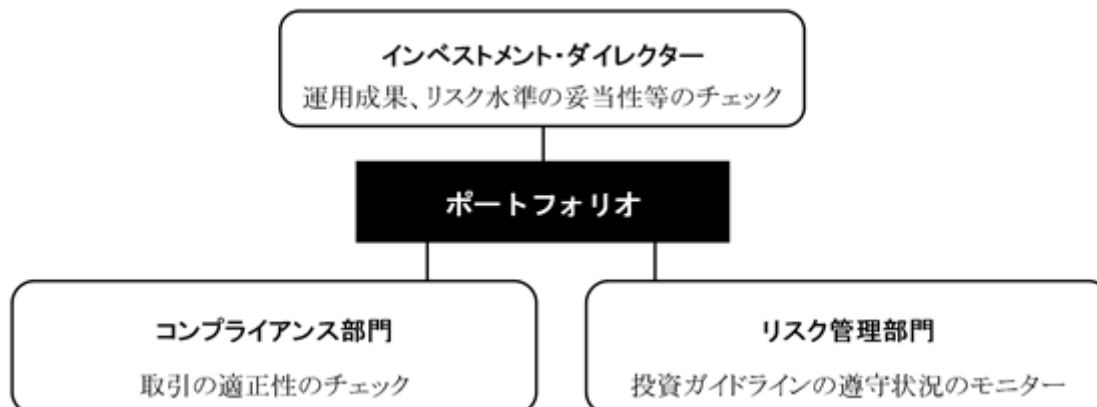 インベストメント・ダイレクター
運用成果、リスク水準の妥当性等のチェック
ポートフォリオ
コンプライアンス部門
取引の適正性のチェック
リスク管理部門
投資ガイドラインの遵守状況のモニター